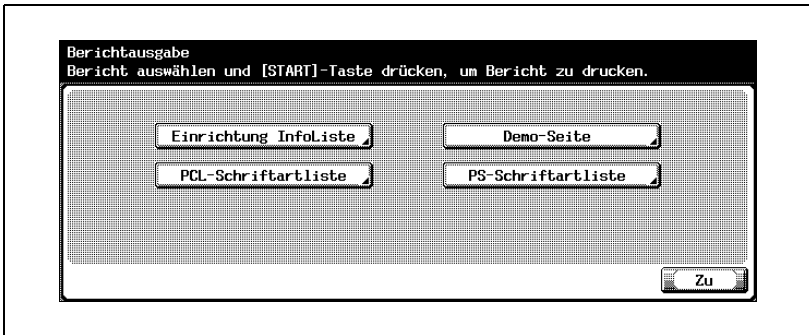 Berichtausgabe
Bericht auswählen und [START]-Taste drücken, um Bericht zu drucken.
Einrichtung InfoListe
Demo-Seite
PCL-Schriftartliste
PS-Schriftartliste
Zu